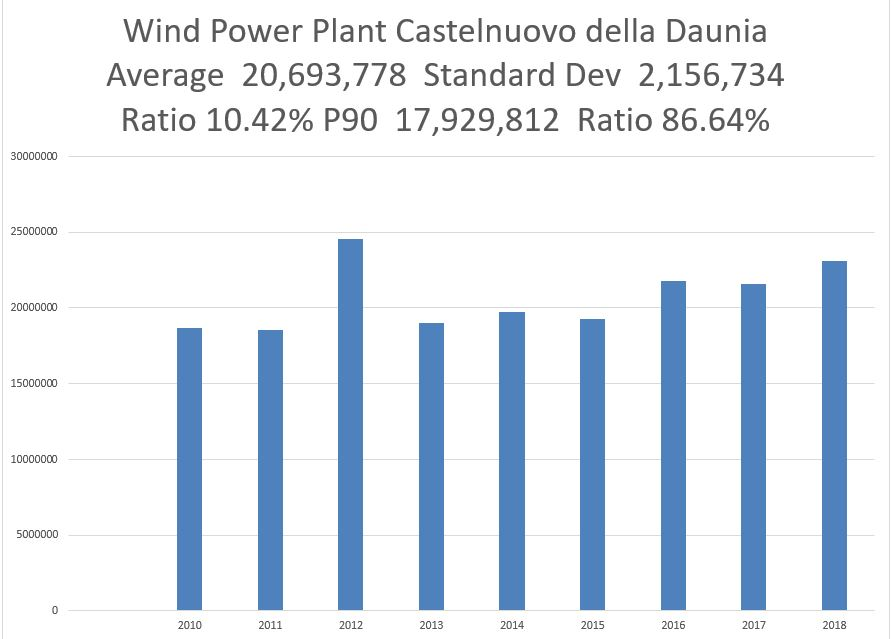 Wind Power Plant Castelnuovo della Daunia
Average 20,693,778 Standard Dev 2,156,734
Ratio 10.42% P90 17,929,812 Ratio 86.64%
30000000
25000000
20000000
15000000
10000000
5000000
0
2010 2011 2012 2013 2014 2015 2016 2017 2018